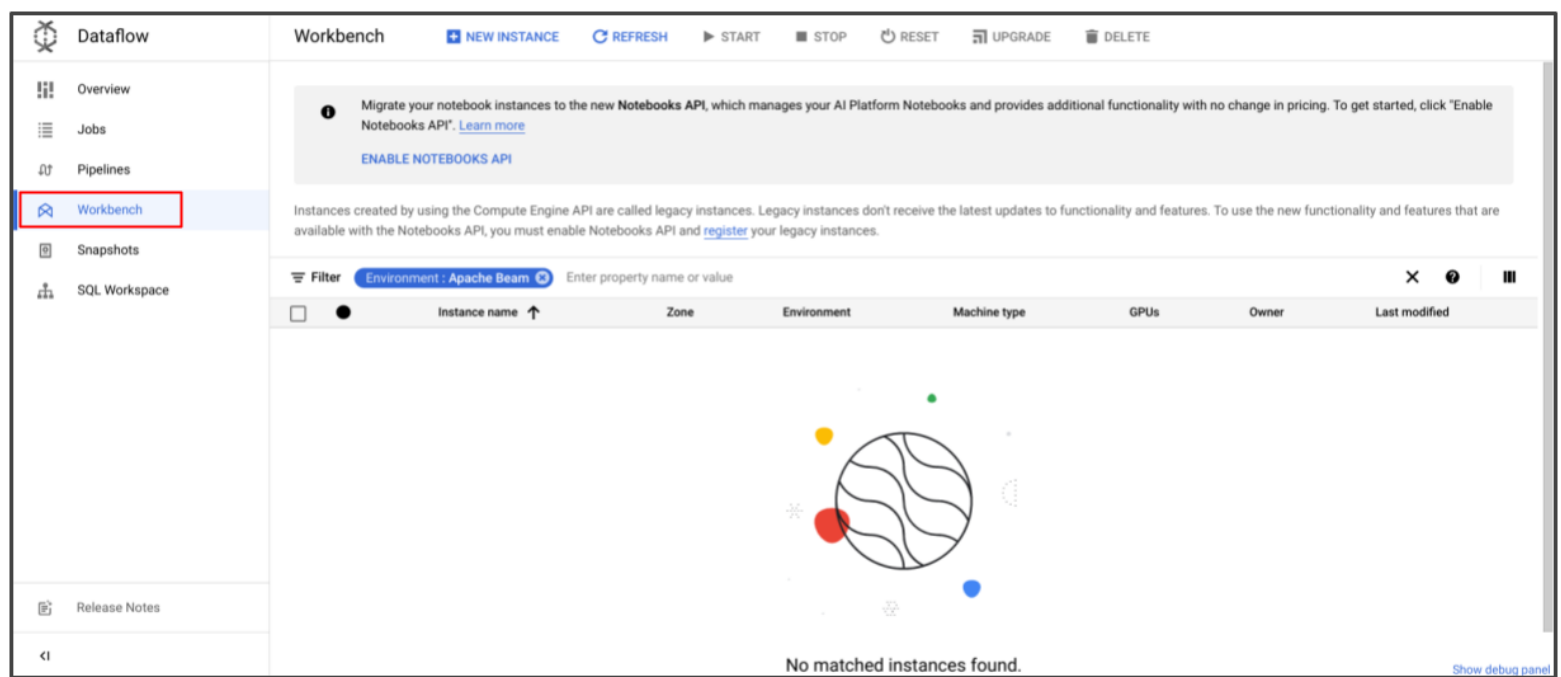 Dataflow
Workbench
NEW INSTANCE
REFRESH
START
STOP
RESET
UPGRADE
DELETE
Overview
Jobs
Pipelines
Workbench
Snapshots
SQL Workspace
Release Notes
Migrate your notebook instances to the new Notebooks API, which manages your AI Platform Notebooks and provides additional functionality with no change in pricing. To get started, click "Enable
Notebooks API". Learn more
ENABLE NOTEBOOKS API
Instances created by using the Compute Engine API are called legacy instances. Legacy instances don't receive the latest updates to functionality and features. To use the new functionality and features that are
available with the Notebooks API, you must enable Notebooks API and register your legacy instances.
Filter Environment : Apache Beam Enter property name or value
Instance name Zone Environment Machine type GPUs Owner Last modified
No matched instances found.
Show debug panel